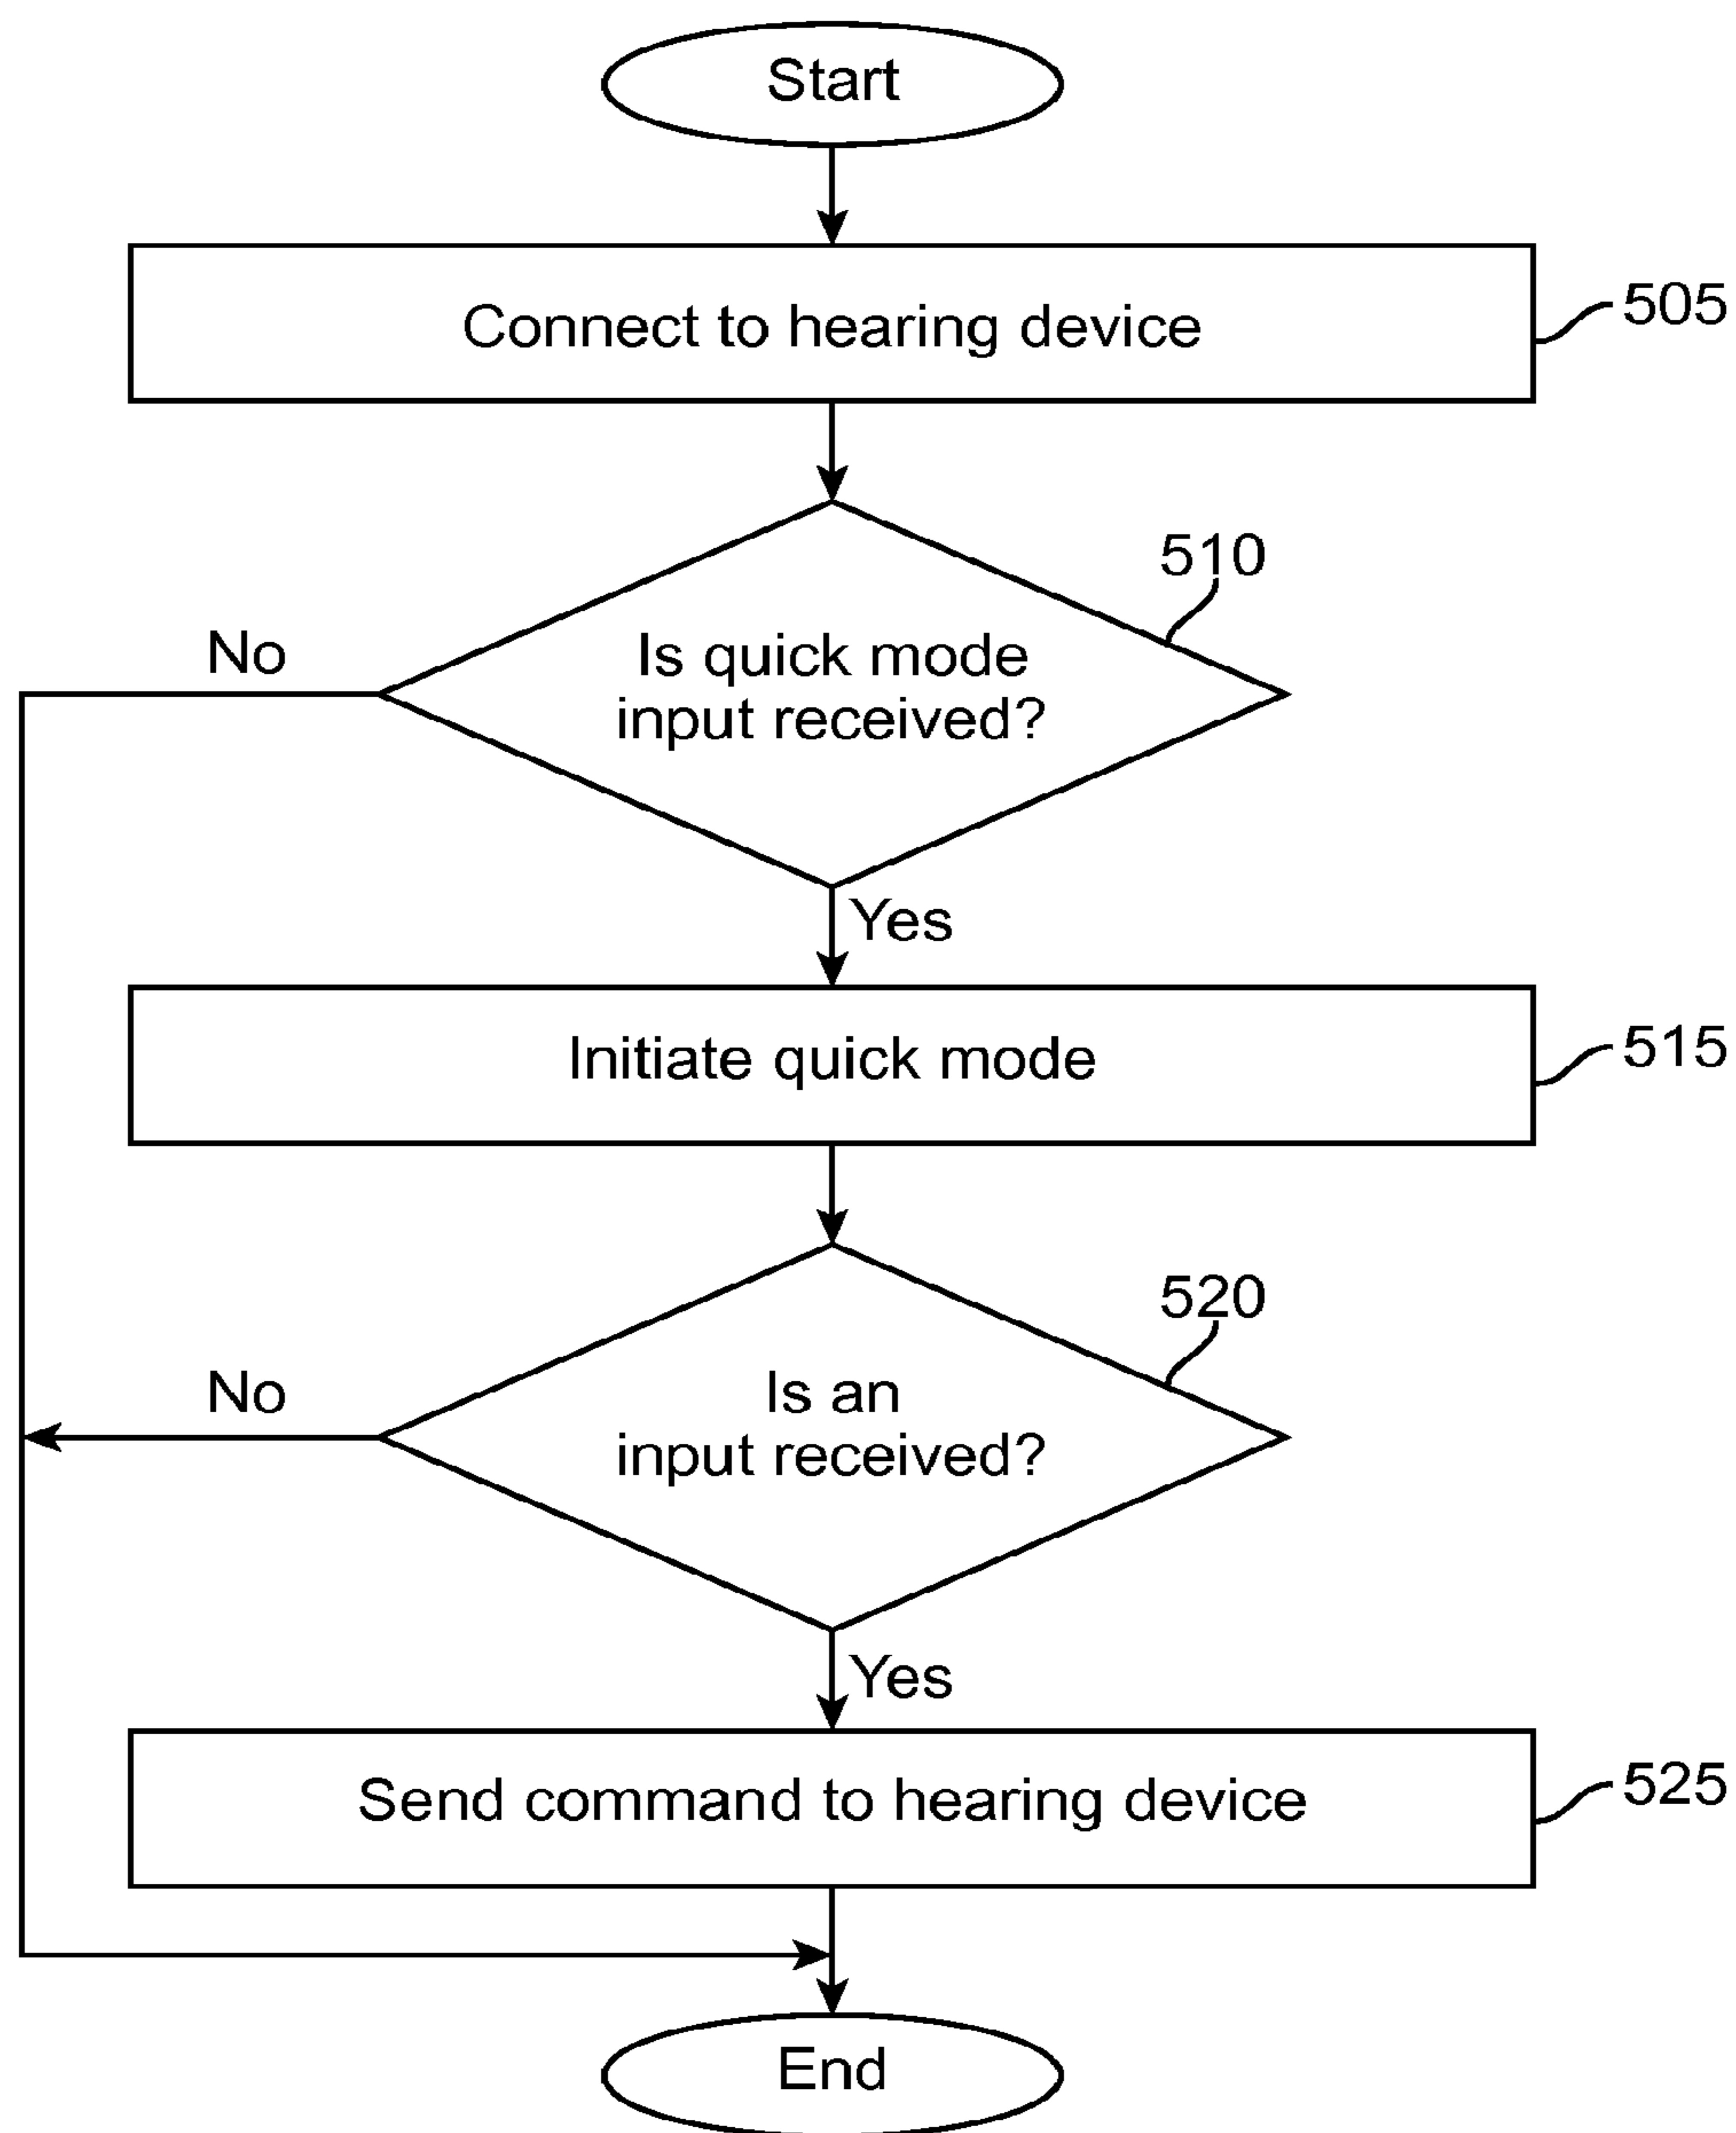 Start
Connect to hearing device
505
510
No
Is quick mode
input received?
Yes
Initiate quick mode
515
520
No
Is an
input received?
Yes
Send command to hearing device
525
End